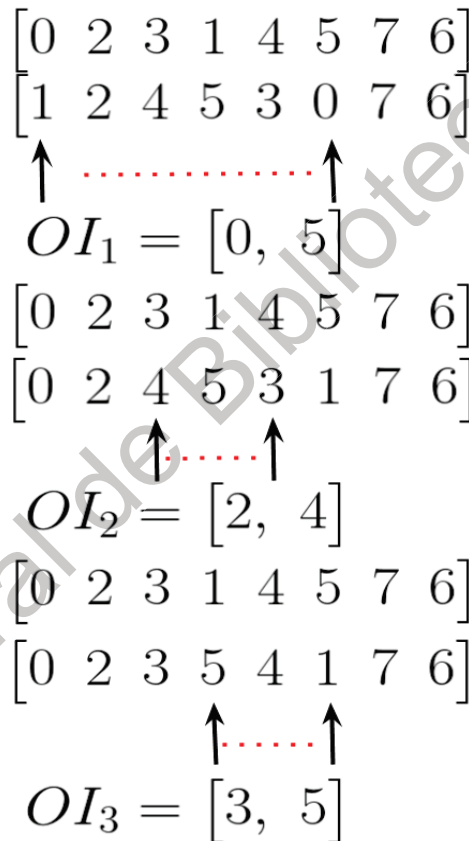 [0 2 3 1 4 5 7 6]
[1 2 4 5 3 0 7 6]
OI₁ = [0, 5]
[0 2 3 1 4 5 7 6]
[0 2 4 5 3 1 7 6]
OI₂ = [2, 4]
[0 2 3 1 4 5 7 6]
[0 2 3 5 4 1 7 6]
OI₃ = [3, 5]
ral de Bibliotec